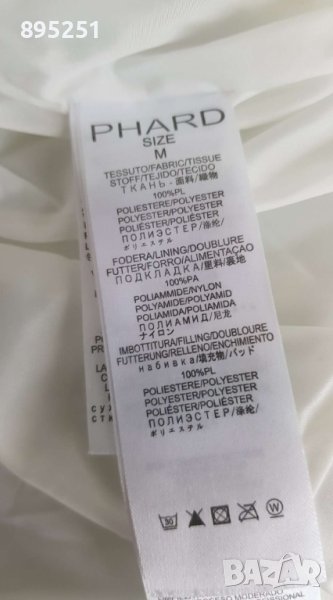 895251
PHARD
SIZE
M
TESSUTO/FABRIC/TISSUE
STOFF/TEJIDO/TECIDO
ТКАНЬ - 面料/織物
100%PL
POLIESTERE/POLYESTER
POLYESTER/POLYESTER
POLIÉSTER/POLIÉSTER
ПОЛИЭСТЕР/涤纶/
ポリエステル
FODERA/LINING/DOUBLURE
FUTTER/FORRO/ALIMENTAÇAO
ПОДКЛАДКА/里料/裏地
100%PA
POLIAMMIDE/NYLON
POLYAMIDE/POLYAMID
POLIAMIDA/POLIAMIDA
ПОЛИАМИД/尼龙
ナイロン
IMBOTTITURA/FILLING/DOUBLOURE
FUTTERUNG/RELLENO/ENCHIMIENTO
набивка/填充物/パッド
100%PL
POLIESTERE/POLYESTER
POLYESTER/POLYESTER
POLIÉSTER/POLIÉSTER
ПОЛИЭСТЕР/涤纶/
ポリエステル
30
W
MODERADO
BAZAR